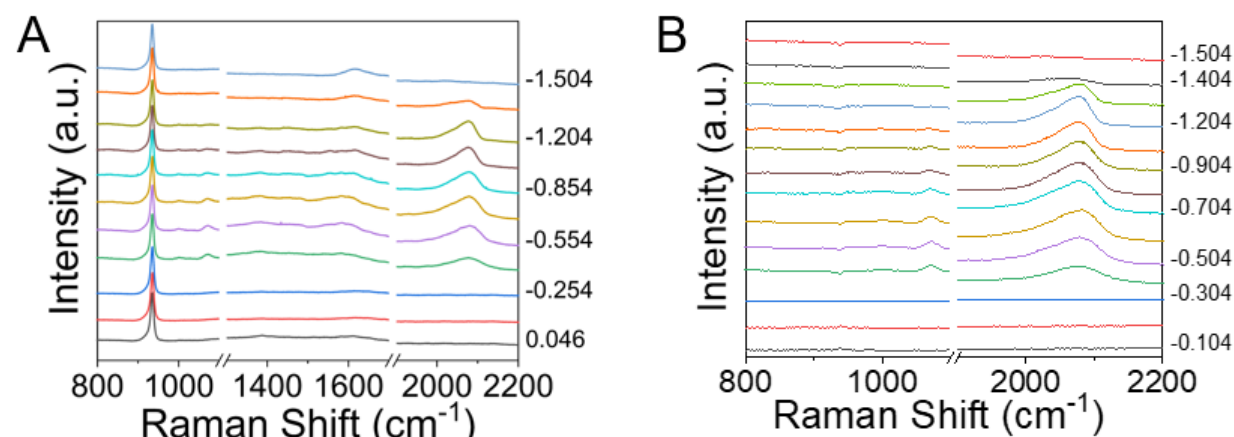 A
Intensity (a.u.)
-1.504
-1.204
-0.854
-0.554
-0.254
0.046
800 1000 1400 1600 2000 2200
Raman Shift (cm⁻¹)
B
Intensity (a.u.)
-1.504
-1.404
-1.204
-0.904
-0.704
-0.504
-0.304
-0.104
800 1000 2000 2200
Raman Shift (cm⁻¹)